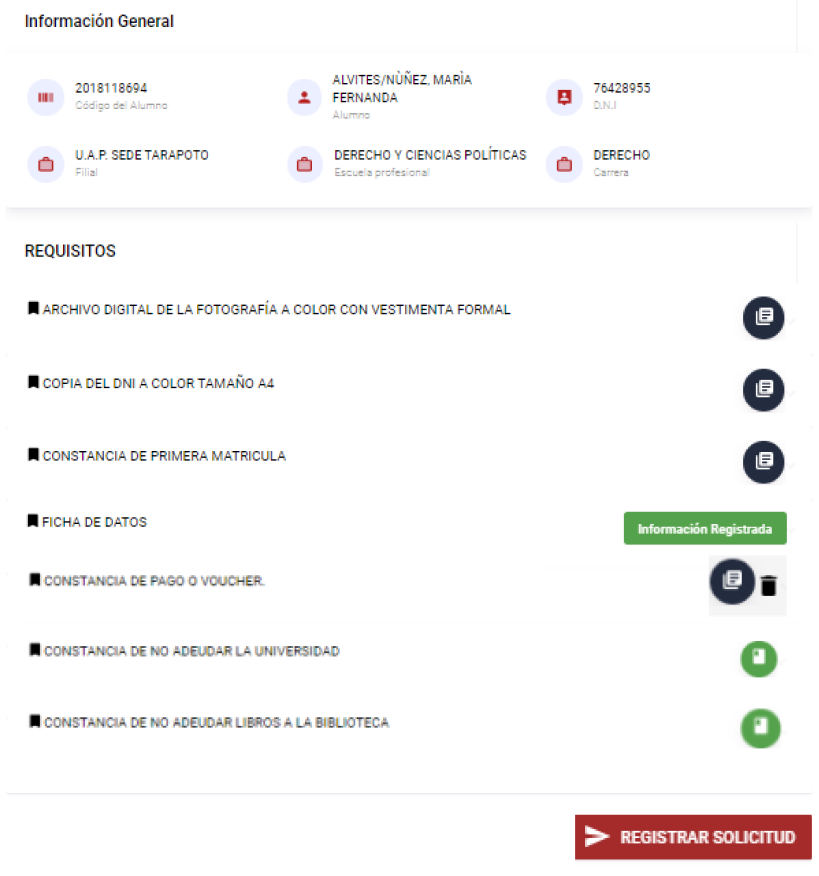 Información General
2018118694
Código del Alumno
ALVITES/NÙÑEZ, MARÌA
FERNANDA
Alumno
76428955
D.N.I
U.A.P. SEDE TARAPOTO
Filial
DERECHO Y CIENCIAS POLÍTICAS
Escuela profesional
DERECHO
Carrera
REQUISITOS
ARCHIVO DIGITAL DE LA FOTOGRAFÍA A COLOR CON VESTIMENTA FORMAL
COPIA DEL DNI A COLOR TAMAÑO A4
CONSTANCIA DE PRIMERA MATRICULA
FICHA DE DATOS
Información Registrada
CONSTANCIA DE PAGO O VOUCHER.
CONSTANCIA DE NO ADEUDAR LA UNIVERSIDAD
CONSTANCIA DE NO ADEUDAR LIBROS A LA BIBLIOTECA
REGISTRAR SOLICITUD